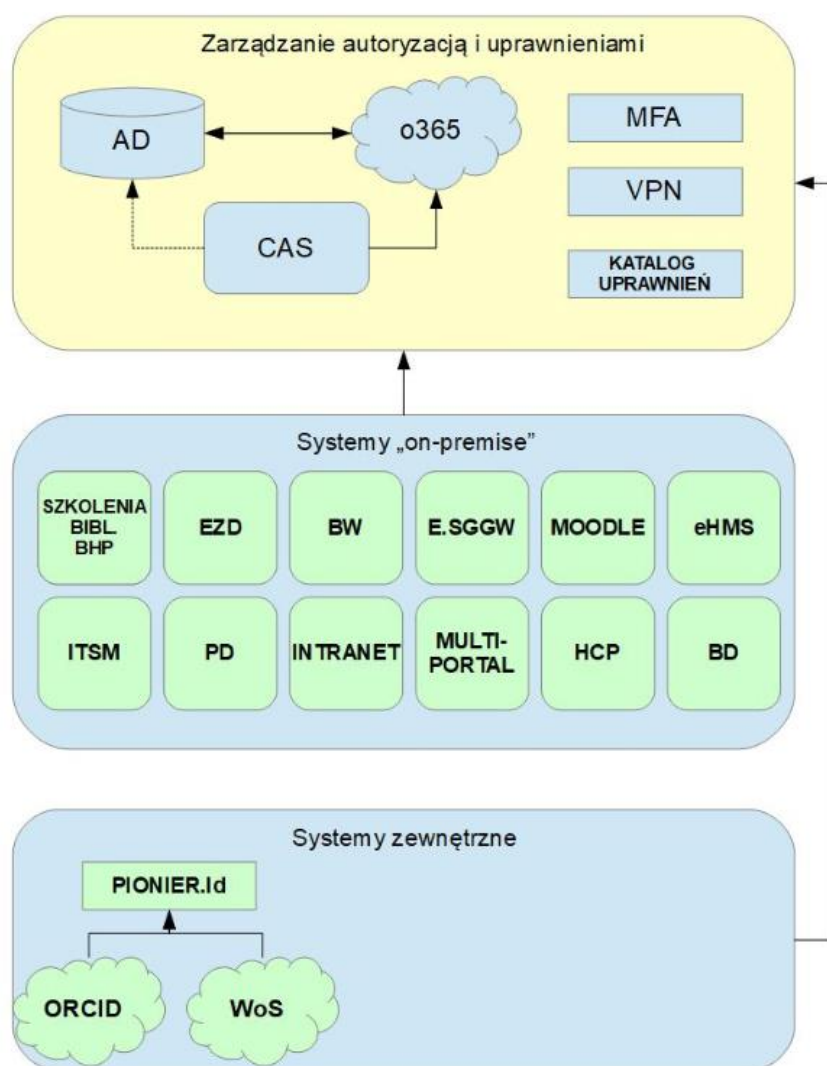 Zarządzanie autoryzacją i uprawnieniami
AD
o365
MFA
VPN
CAS
KATALOG
UPRAWNIEŃ
Systemy „on-premise”
SZKOLENIA
BIBL.
BHP
EZD
BW
E.SGGW
MOODLE
eHMS
ITSM
PD
INTRANET
MULTI-
PORTAL
HCP
BD
Systemy zewnętrzne
PIONIER.Id
ORCID
WoS